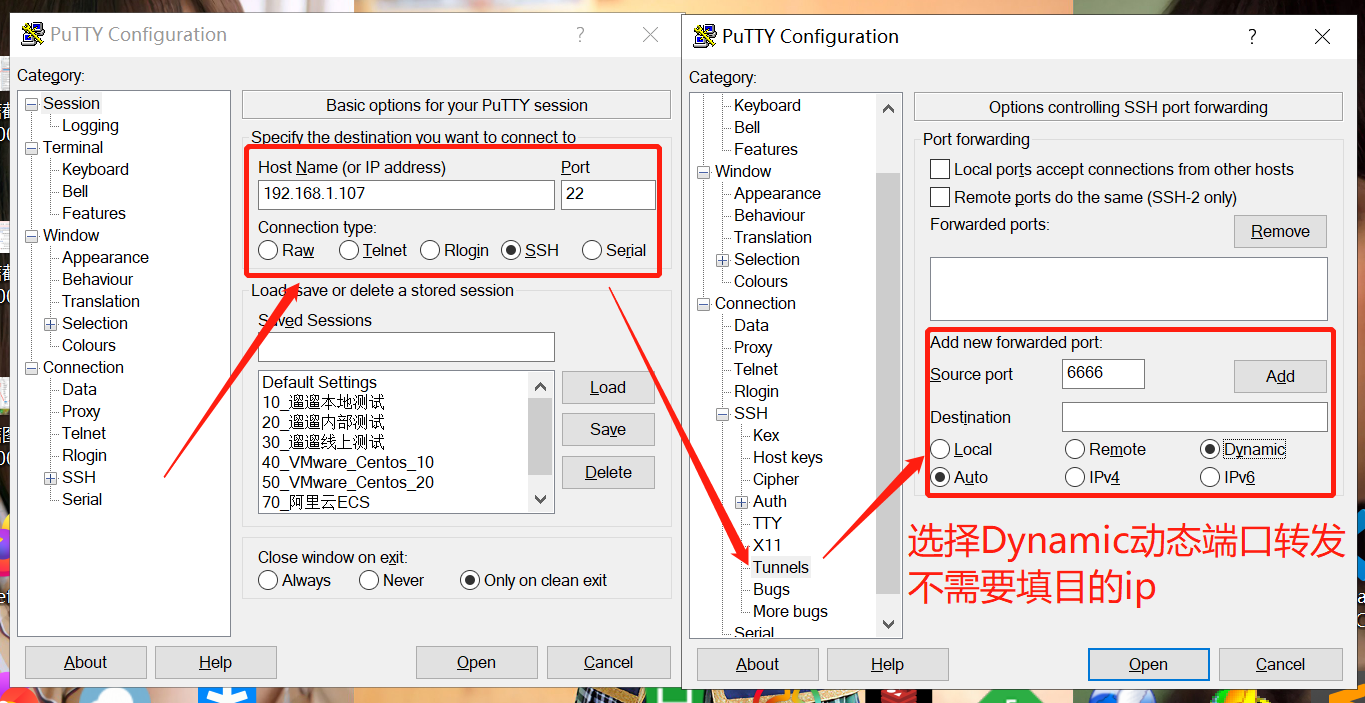 PuTTY Configuration
?
Category:
Session
Logging
Terminal
Keyboard
Bell
Features
Window
Appearance
Behaviour
Translation
Selection
Colours
Connection
Data
Proxy
Telnet
Rlogin
SSH
Serial
Basic options for your PuTTY session
Specify the destination you want to connect to
Host Name (or IP address) Port
192.168.1.107 22
Connection type:
Raw Telnet Rlogin SSH Serial
Load, save or delete a stored session
Saved Sessions
Default Settings
10_遛遛本地测试
20_遛遛内部测试
30_遛遛线上测试
40_VMware_Centos_10
50_VMware_Centos_20
70_阿里云ECS
Load
Save
Delete
Close window on exit:
Always Never Only on clean exit
About Help Open Cancel
PuTTY Configuration
?
Category:
Keyboard
Bell
Features
Window
Appearance
Behaviour
Translation
Selection
Colours
Connection
Data
Proxy
Telnet
Rlogin
SSH
Kex
Host keys
Cipher
Auth
TTY
X11
Tunnels
Bugs
More bugs
Serial
Options controlling SSH port forwarding
Port forwarding
Local ports accept connections from other hosts
Remote ports do the same (SSH-2 only)
Forwarded ports:
Remove
Add new forwarded port:
Source port 6666 Add
Destination
Local Remote Dynamic
Auto IPv4 IPv6
选择Dynamic动态端口转发
不需要填目的ip
About Help Open Cancel